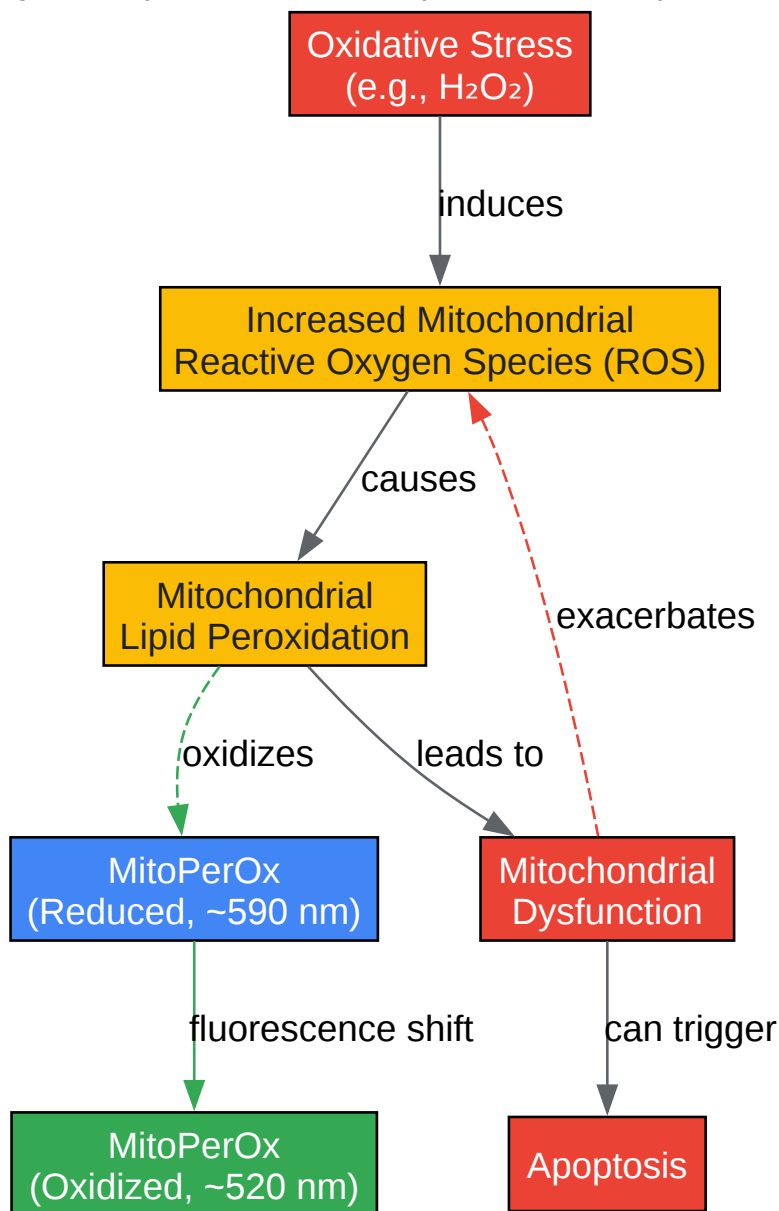 Oxidative Stress
(e.g., H₂O₂)
induces
Increased Mitochondrial
Reactive Oxygen Species (ROS)
causes
Mitochondrial
Lipid Peroxidation
exacerbates
oxidizes
leads to
MitoPerOx
(Reduced, ~590 nm)
Mitochondrial
Dysfunction
fluorescence shift
can trigger
MitoPerOx
(Oxidized, ~520 nm)
Apoptosis